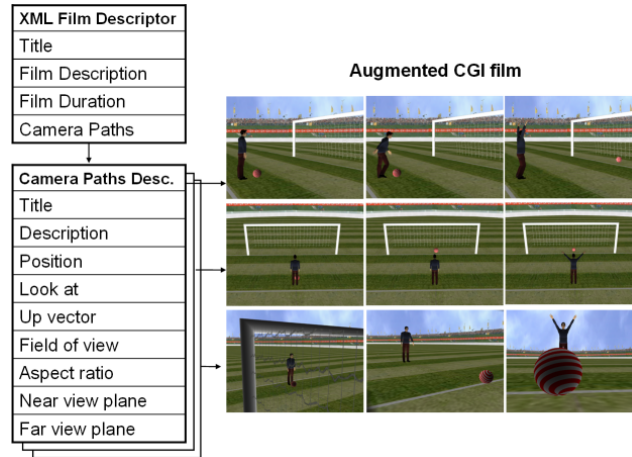 XML Film Descriptor
Title
Film Description
Film Duration
Camera Paths
Augmented CGI film
Camera Paths Desc.
Title
Description
Position
Look at
Up vector
Field of view
Aspect ratio
Near view plane
Far view plane